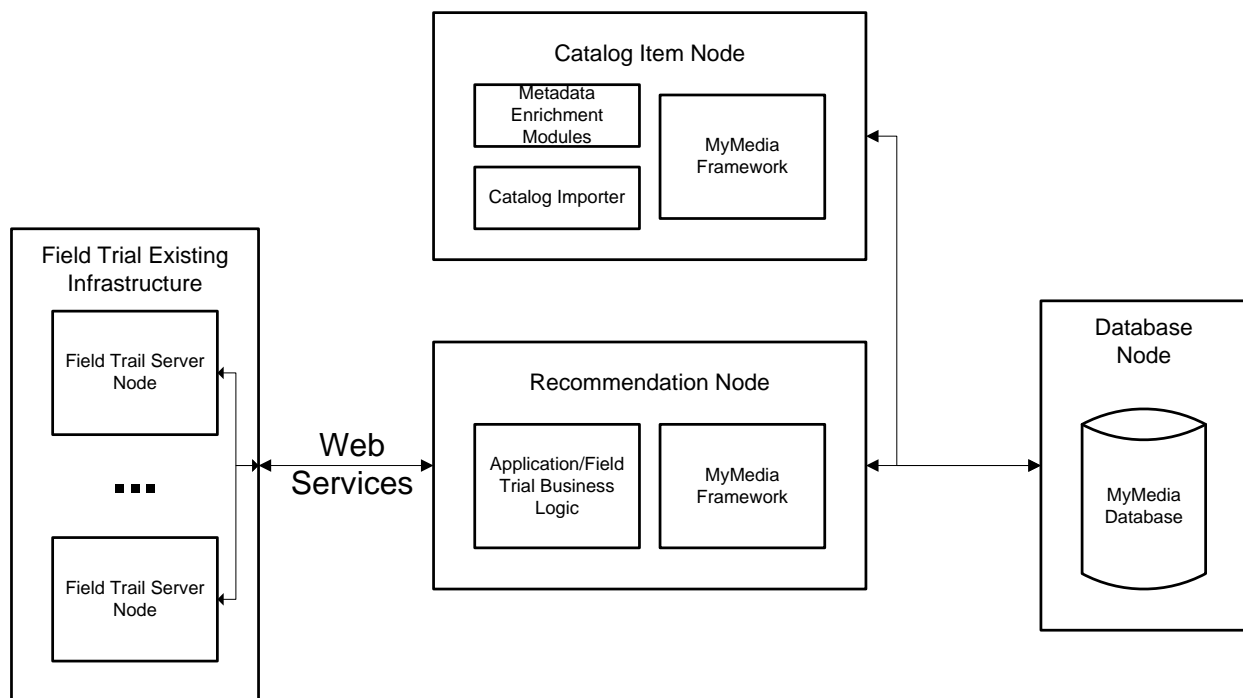 Catalog Item Node
Metadata
Enrichment
Modules
Catalog Importer
MyMedia
Framework
Field Trial Existing
Infrastructure
Field Trail Server
Node
Field Trail Server
Node
Web
Services
Recommendation Node
Application/Field
Trial Business
Logic
MyMedia
Framework
Database
Node
MyMedia
Database